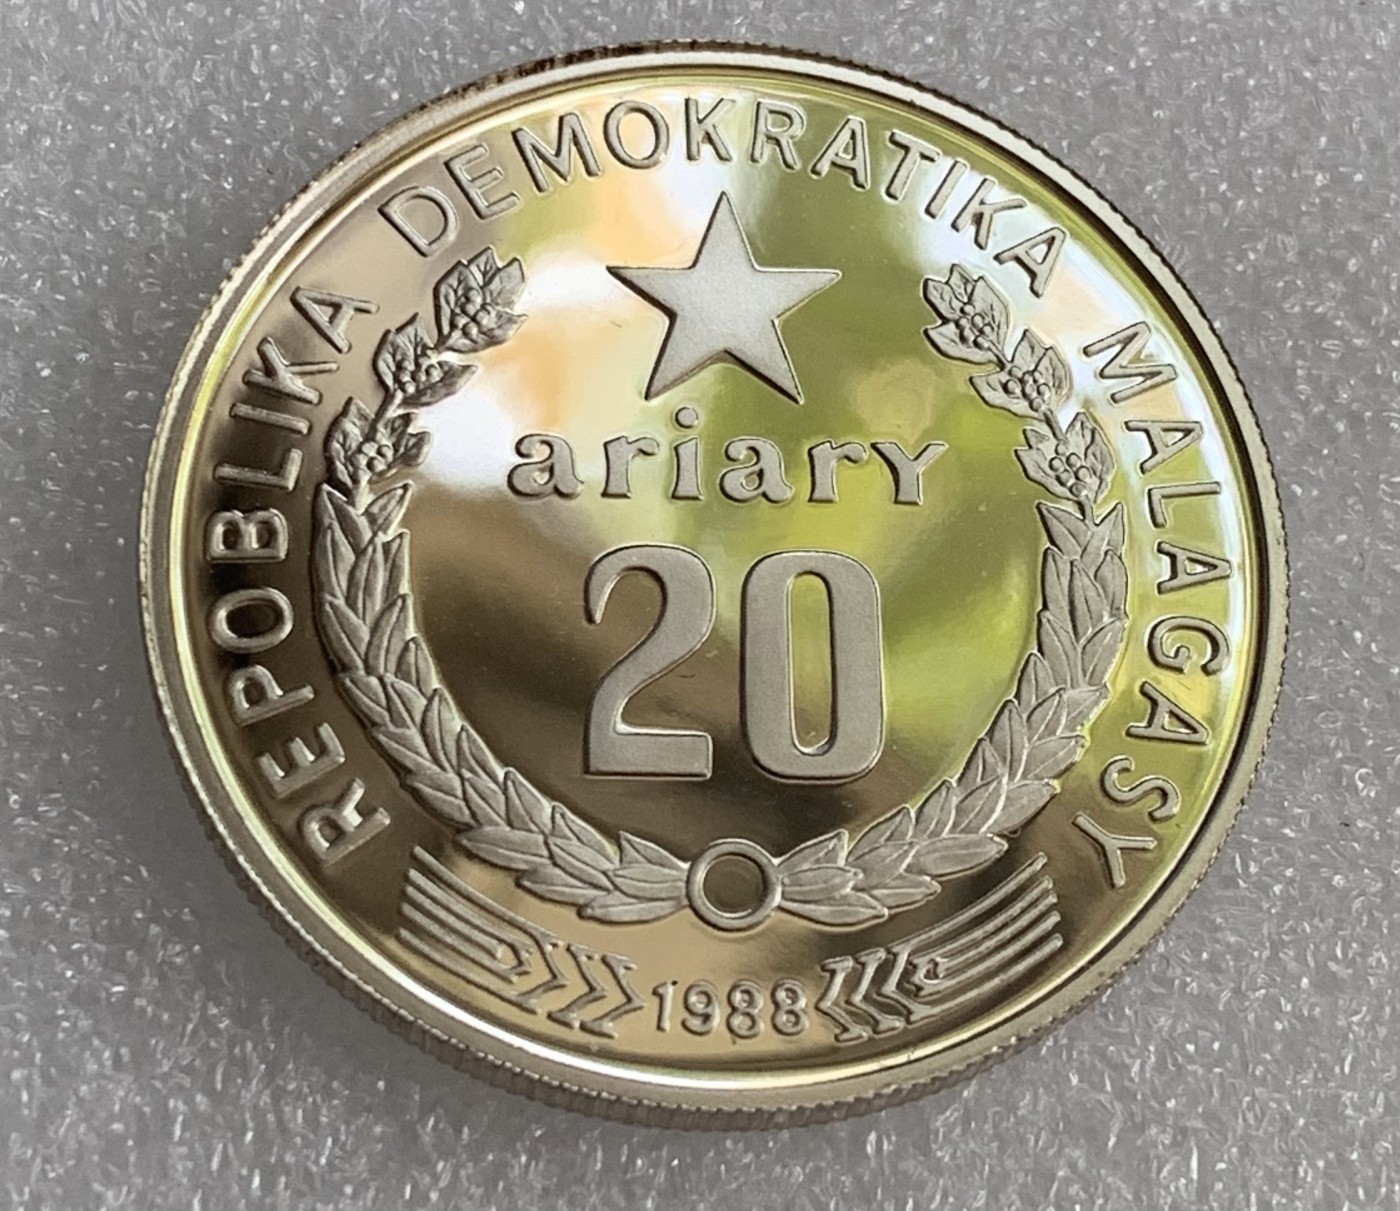 REPOBLIKA DEMOKRATIKA MALAGASY
ariary
20
1988